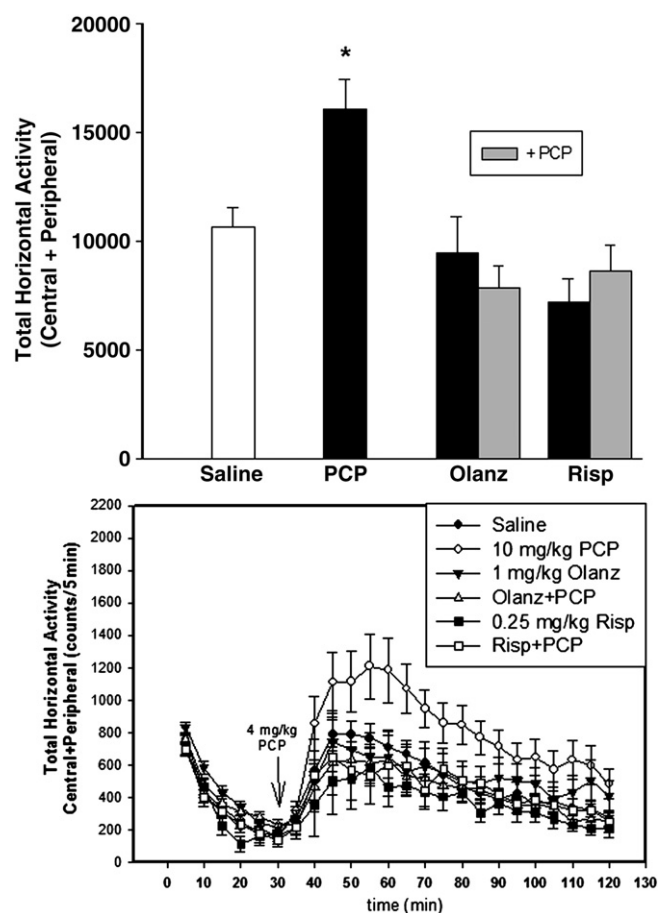 20000
*
Total Horizontal Activity
(Central + Peripheral)
15000
+ PCP
10000
5000
0
Saline PCP Olanz Risp
2200
2000
1800
1600
1400
1200
1000
800
600
400
200
0
Total Horizontal Activity
Central+Peripheral (counts/5 min)
Saline
10 mg/kg PCP
1 mg/kg Olanz
Olanz+PCP
0.25 mg/kg Risp
Risp+PCP
4 mg/kg
PCP
0 10 20 30 40 50 60 70 80 90 100 110 120 130
time (min)